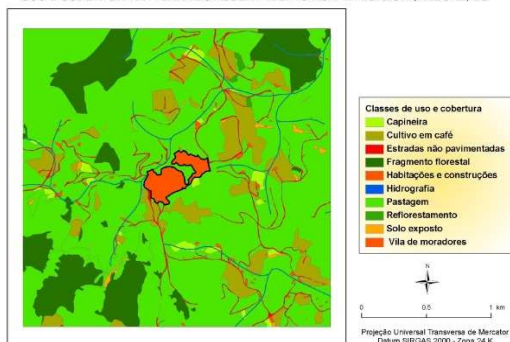 Classes de uso e cobertura
Capineira
Cultivo em café
Estradas não pavimentadas
Fragmento florestal
Habitações e construções
Hidrografia
Pastagem
Reflorestamento
Solo exposto
Vila de moradores
N
0 0.5 1 km
Projeção Universal Transversa de Mercator
Datum SIRGAS 2000 - Zona 24 K